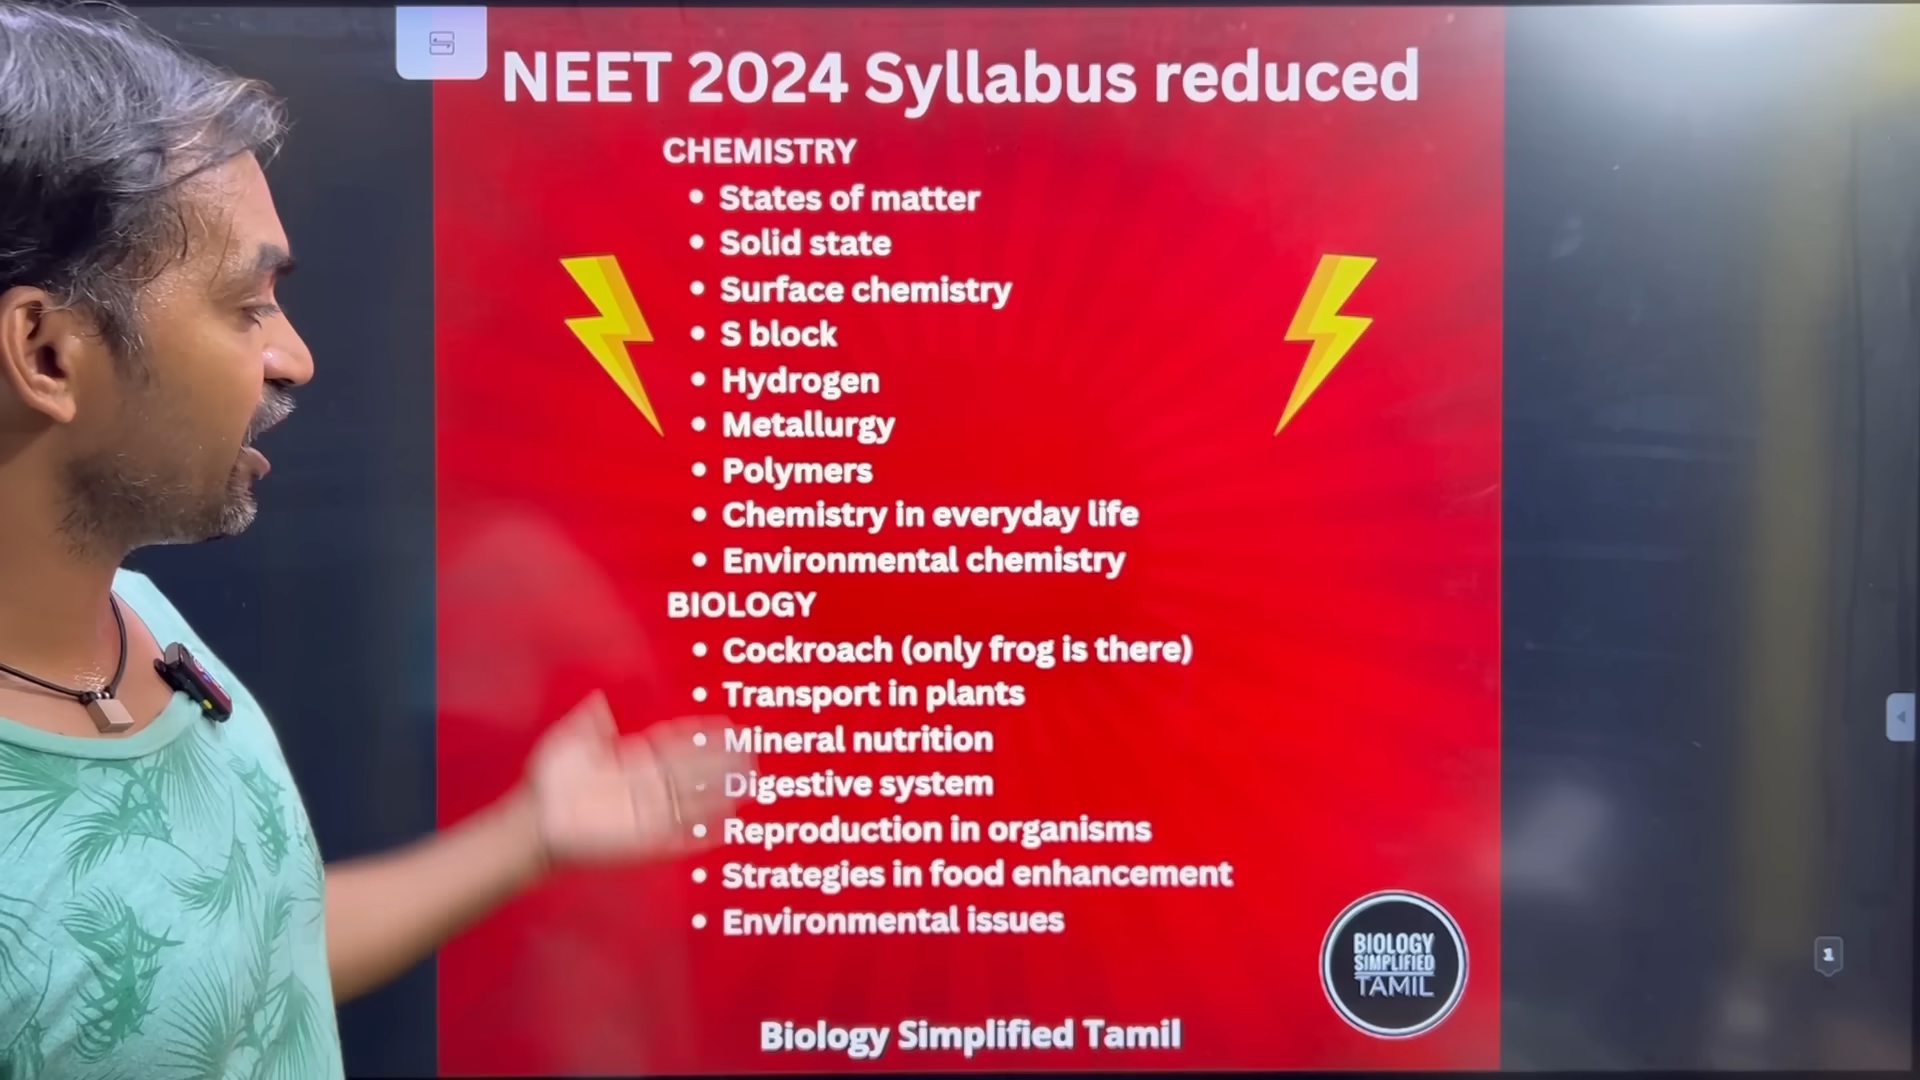 NEET 2024 Syllabus reduced
CHEMISTRY
• States of matter
• Solid state
• Surface chemistry
• S block
• Hydrogen
• Metallurgy
• Polymers
• Chemistry in everyday life
• Environmental chemistry
BIOLOGY
• Cockroach (only frog is there)
• Transport in plants
• Mineral nutrition
• Digestive system
• Reproduction in organisms
• Strategies in food enhancement
• Environmental issues
BIOLOGY
SIMPLIFIED
TAMIL
1
Biology Simplified Tamil